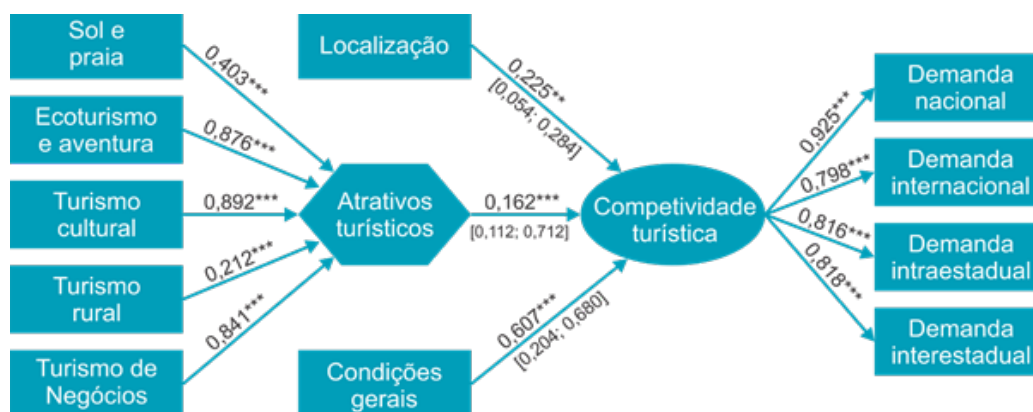 Sol e
praia
Ecoturismo
e aventura
Turismo
cultural
Turismo
rural
Turismo de
Negócios
0,403***
0,876***
0,892***
0,212***
0,841***
Localização
Atrativos
turísticos
Condições
gerais
0,225**
[0,054; 0,284]
0,162***
[0,112; 0,712]
0,607***
[0,204; 0,680]
Competividade
turística
0,925***
0,798***
0,816***
0,818***
Demanda
nacional
Demanda
internacional
Demanda
intraestadual
Demanda
interestadual